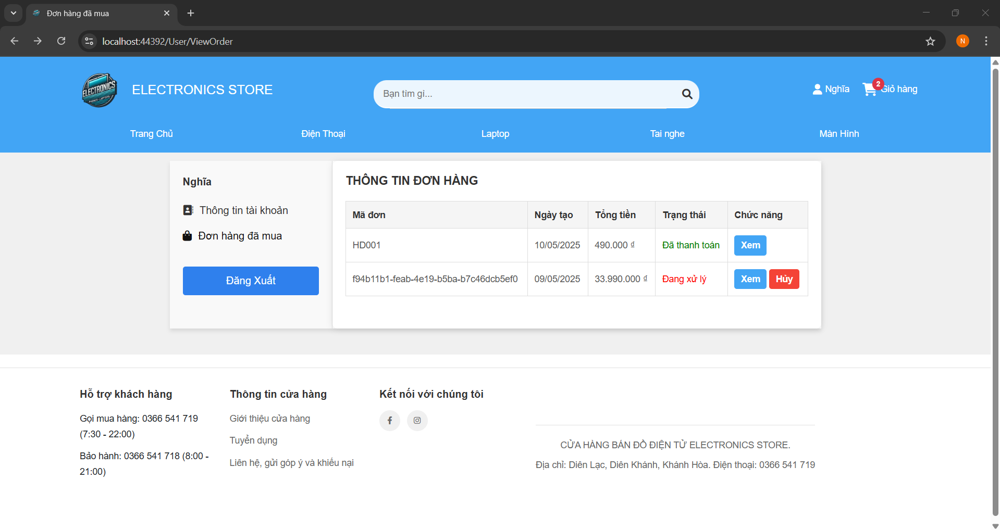 Đơn hàng đã mua
localhost:44392/User/ViewOrder
N
ELECTRONICS
PHONES - LAPTOPS
ELECTRONICS STORE
Bạn tìm gì...
Nghĩa
2
Giỏ hàng
Trang Chủ
Điện Thoại
Laptop
Tai nghe
Màn Hình
Nghĩa
Thông tin tài khoản
Đơn hàng đã mua
Đăng Xuất
THÔNG TIN ĐƠN HÀNG
Mã đơn Ngày tạo Tổng tiền Trạng thái Chức năng
HD001 10/05/2025 490.000 ₫ Đã thanh toán Xem
f94b11b1-feab-4e19-b5ba-b7c46dcb5ef0 09/05/2025 33.990.000 ₫ Đang xử lý Xem Hủy
Hỗ trợ khách hàng
Gọi mua hàng: 0366 541 719
(7:30 - 22:00)
Bảo hành: 0366 541 718 (8:00 -
21:00)
Thông tin cửa hàng
Giới thiệu cửa hàng
Tuyển dụng
Liên hệ, gửi góp ý và khiếu nại
Kết nối với chúng tôi
CỬA HÀNG BÁN ĐỒ ĐIỆN TỬ ELECTRONICS STORE.
Địa chỉ: Diên Lạc, Diên Khánh, Khánh Hòa. Điện thoại: 0366 541 719